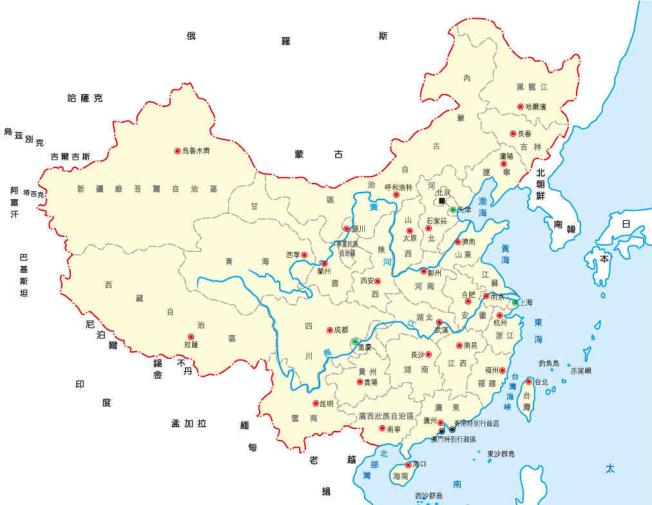 俄羅斯
哈薩克
內蒙古自治區
黑龍江
哈爾濱
烏茲別克
吉爾吉斯
烏魯木齊
蒙古
長春
吉林
瀋陽
遼寧
塔吉克
阿富汗
新疆維吾爾自治區
甘肅
呼和浩特
河北
北京
天津
渤海
北朝鮮
南韓
日本
黃河
銀川
寧夏回族自治區
山西
太原
石家莊
濟南
山東
黃海
青海
西寧
蘭州
陝西
西安
鄭州
河南
江蘇
巴基斯坦
西藏自治區
拉薩
合肥
安徽
南京
上海
尼泊爾
錫金
不丹
四川
成都
重慶
長江
湖北
武漢
杭州
浙江
東海
印度
孟加拉
緬甸
貴州
貴陽
長沙
湖南
南昌
江西
福州
福建
台灣海峽
台北
台灣
釣魚島
赤尾嶼
雲南
昆明
廣西壯族自治區
南寧
廣東
廣州
香港特別行政區
澳門特別行政區
東沙群島
老撾
越
北部灣
海口
海南
西沙群島
南
太